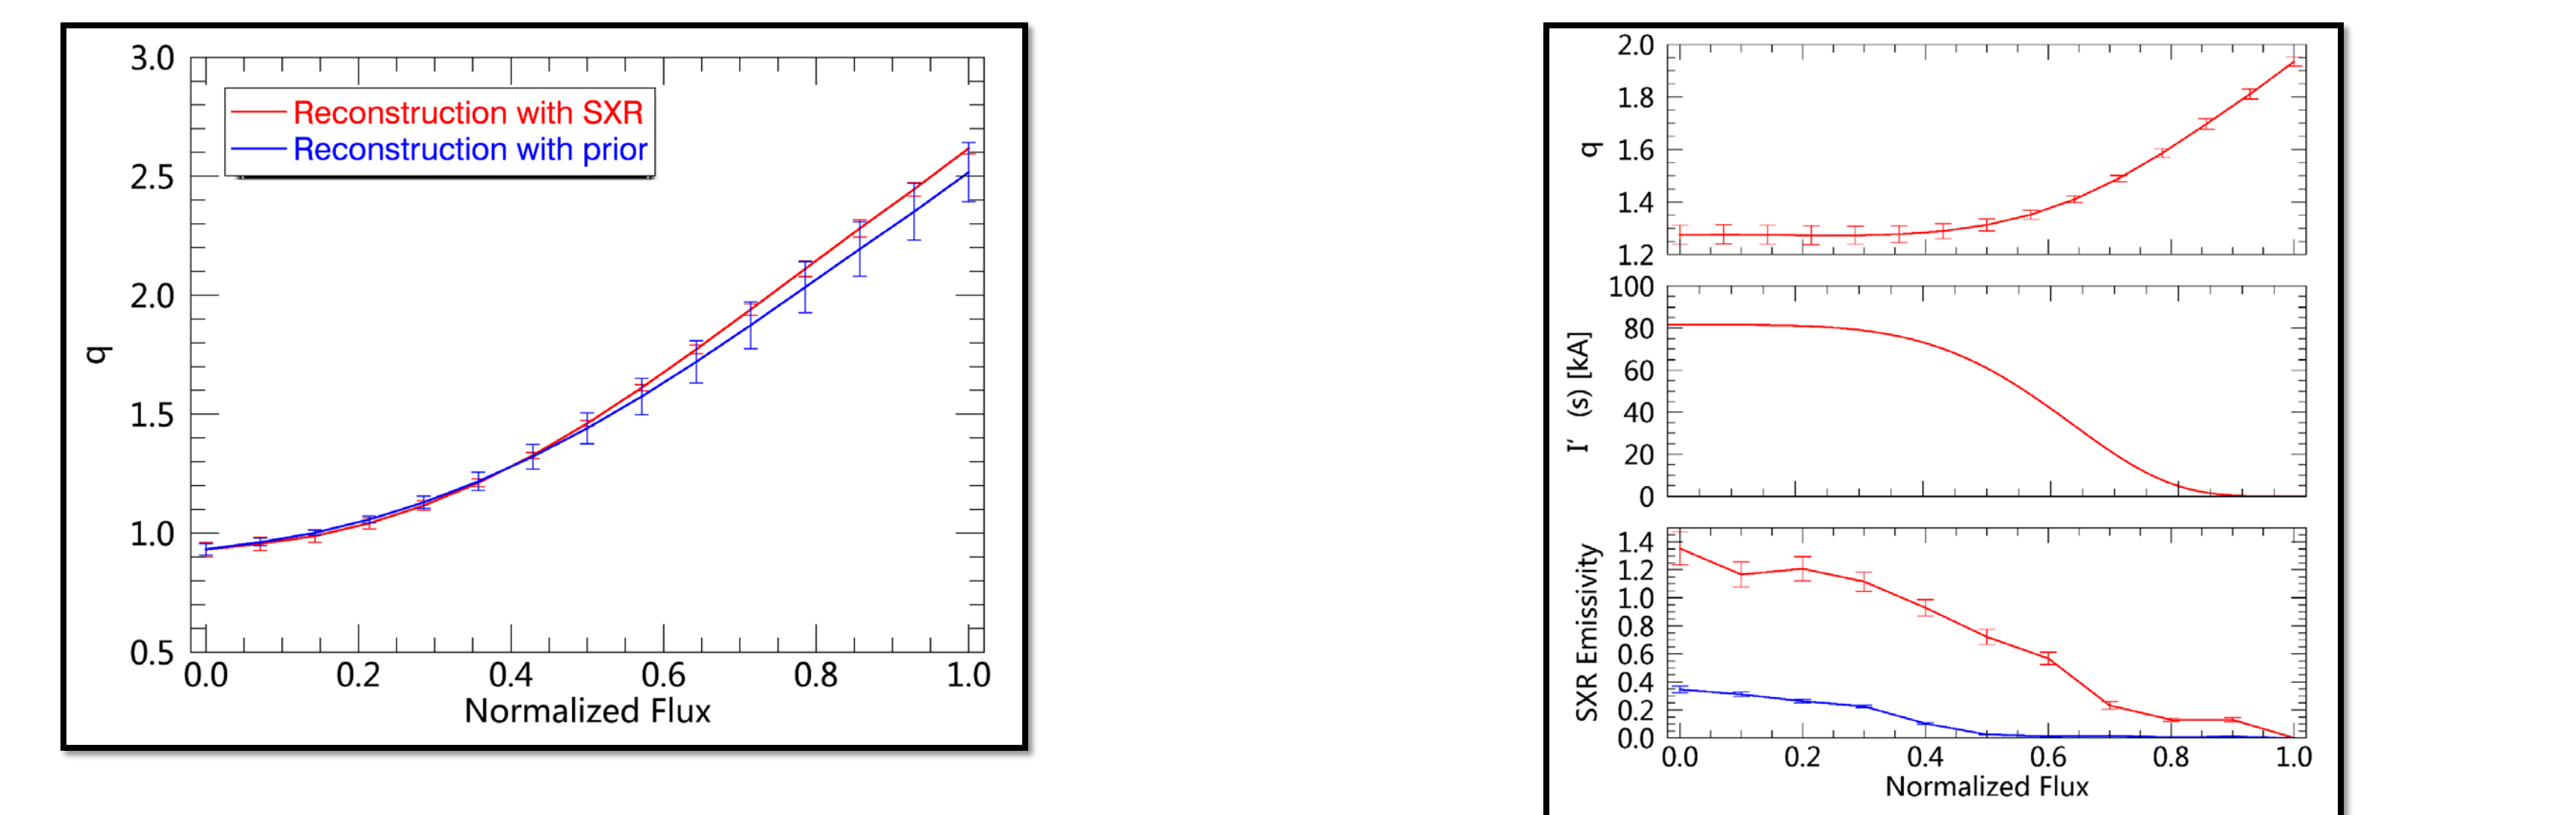 3.0
Reconstruction with SXR
Reconstruction with prior
2.5
2.0
q
1.5
1.0
0.5
0.0 0.2 0.4 0.6 0.8 1.0
Normalized Flux
2.0
1.8
q
1.6
1.4
1.2
100
80
I' (s) [kA]
60
40
20
0
SXR Emissivity
1.4
1.2
1.0
0.8
0.6
0.4
0.2
0.0
0.0 0.2 0.4 0.6 0.8 1.0
Normalized Flux